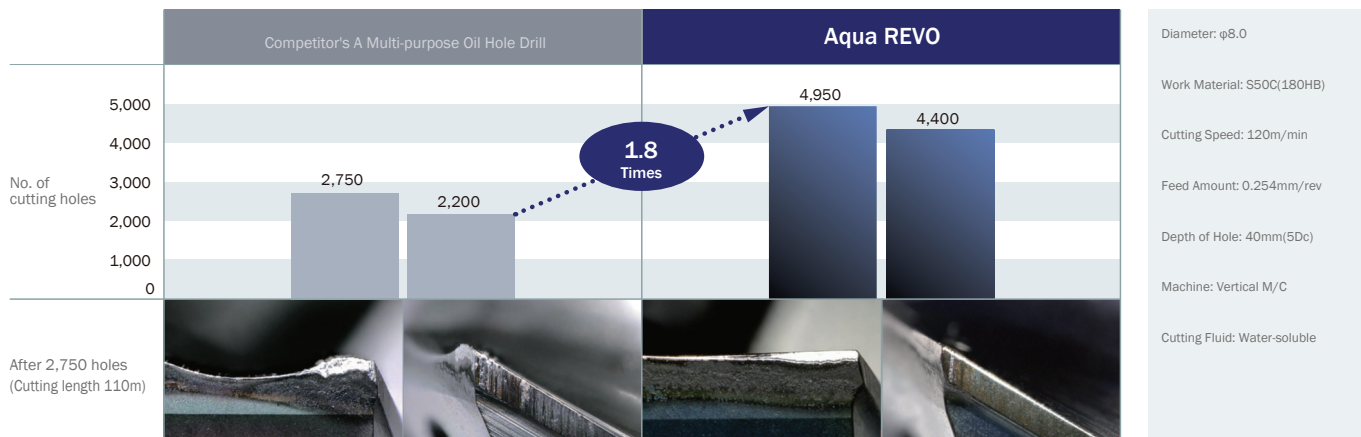 Competitor's A Multi-purpose Oil Hole Drill
Aqua REVO
No. of
cutting holes
5,000
4,000
3,000
2,000
1,000
0
2,750
2,200
1.8
Times
4,950
4,400
After 2,750 holes
(Cutting length 110m)
Diameter: φ8.0
Work Material: S50C(180HB)
Cutting Speed: 120m/min
Feed Amount: 0.254mm/rev
Depth of Hole: 40mm(5Dc)
Machine: Vertical M/C
Cutting Fluid: Water-soluble